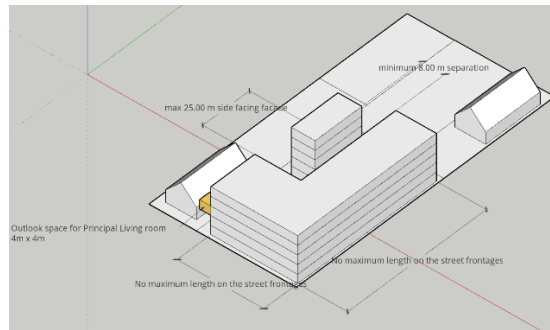 minimum 8.00 m separation
max 25.00 m side facing facade
Outlook space for Principal Living room
4m x 4m
No maximum length on the street frontages
No maximum length on the street frontages